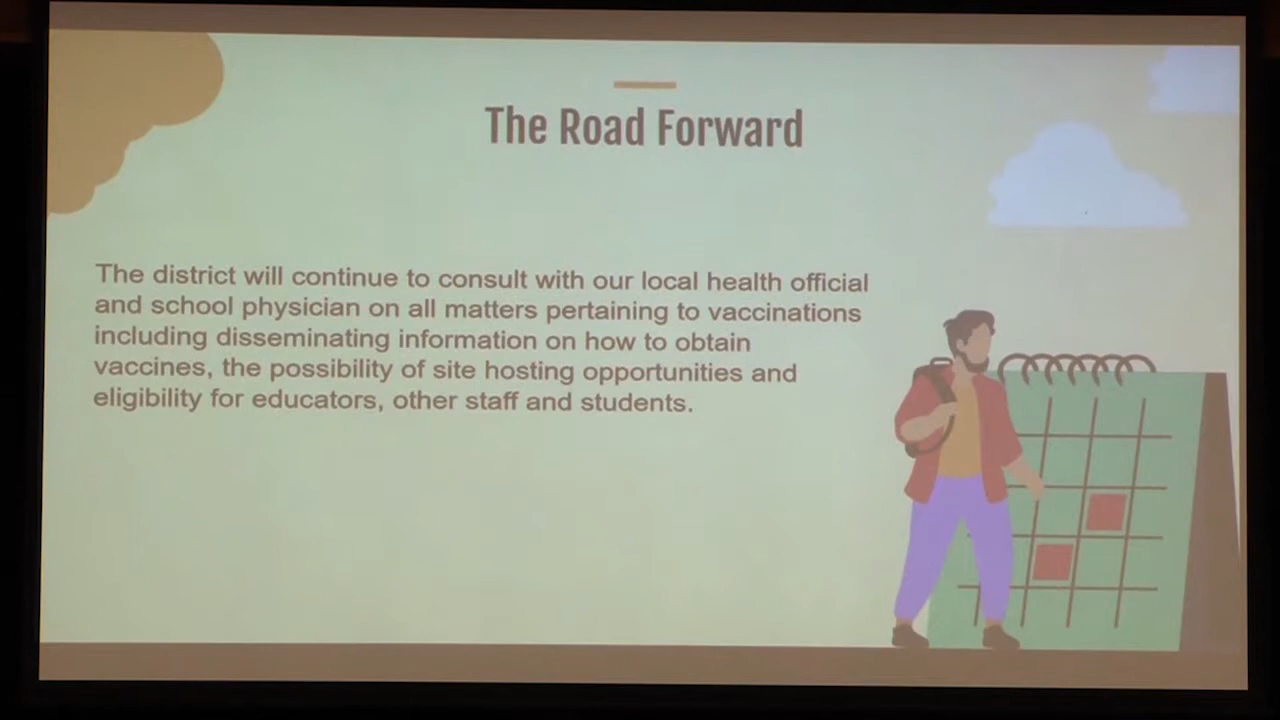 The Road Forward
The district will continue to consult with our local health official
and school physician on all matters pertaining to vaccinations
including disseminating information on how to obtain
vaccines, the possibility of site hosting opportunities and
eligibility for educators, other staff and students.